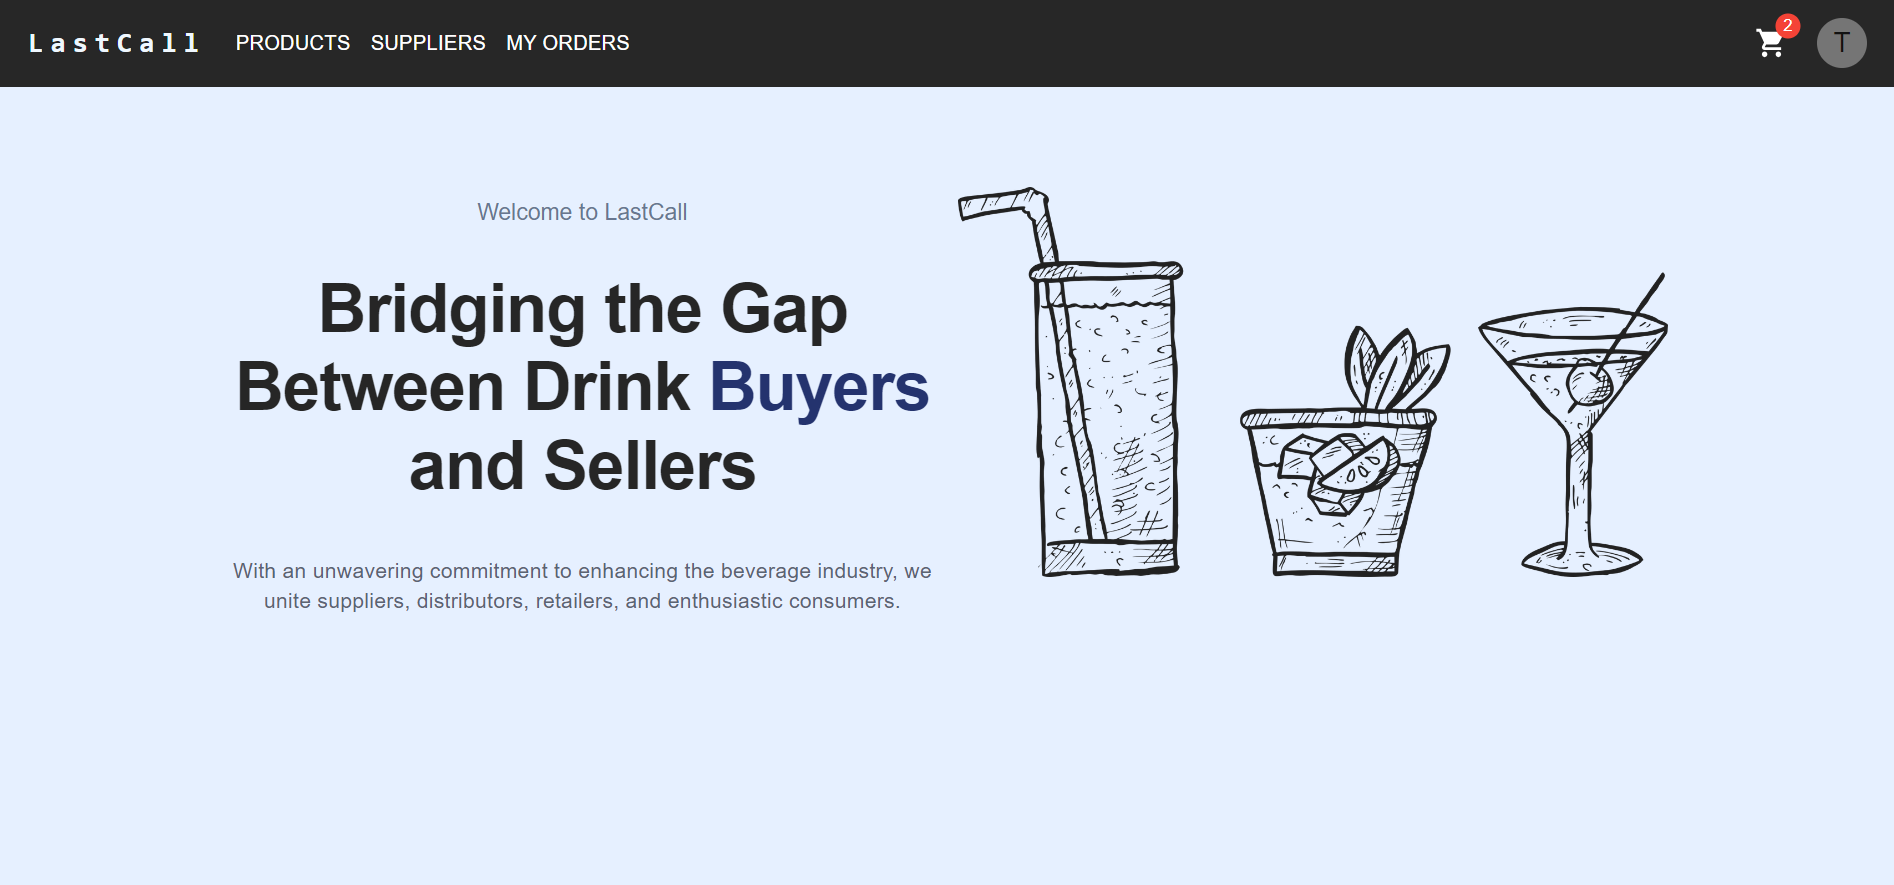 LastCall PRODUCTS SUPPLIERS MY ORDERS 2 T
Welcome to LastCall
Bridging the Gap
Between Drink Buyers
and Sellers
With an unwavering commitment to enhancing the beverage industry, we
unite suppliers, distributors, retailers, and enthusiastic consumers.